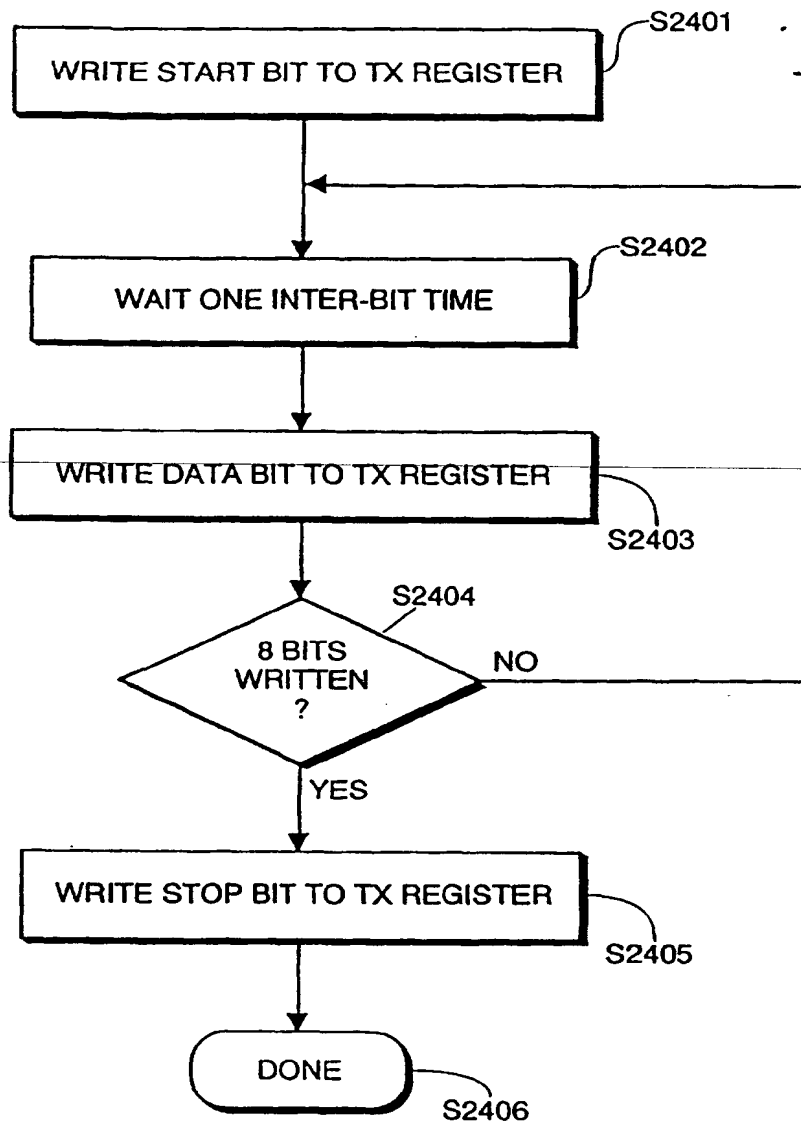 S2401
WRITE START BIT TO TX REGISTER
S2402
WAIT ONE INTER-BIT TIME
WRITE DATA BIT TO TX REGISTER
S2403
S2404
8 BITS
WRITTEN
?
NO
YES
WRITE STOP BIT TO TX REGISTER
S2405
DONE
S2406